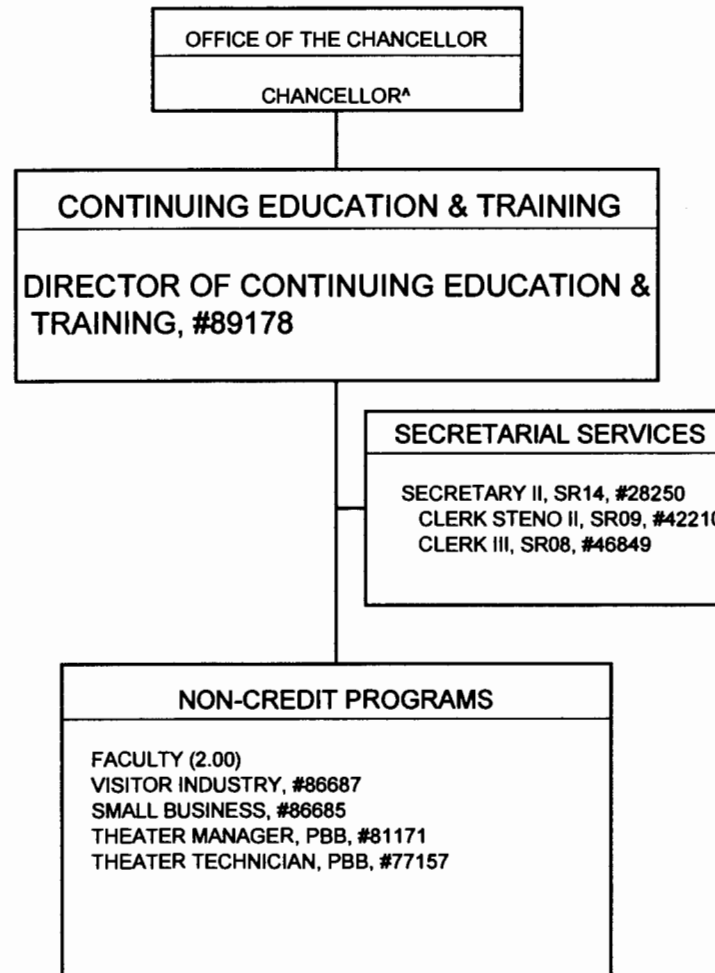 OFFICE OF THE CHANCELLOR
CHANCELLOR^
CONTINUING EDUCATION & TRAINING
DIRECTOR OF CONTINUING EDUCATION &
TRAINING, #89178
SECRETARIAL SERVICES
SECRETARY II, SR14, #28250
CLERK STENO II, SR09, #42210
CLERK III, SR08, #46849
NON-CREDIT PROGRAMS
FACULTY (2.00)
VISITOR INDUSTRY, #86687
SMALL BUSINESS, #86685
THEATER MANAGER, PBB, #81171
THEATER TECHNICIAN, PBB, #77157